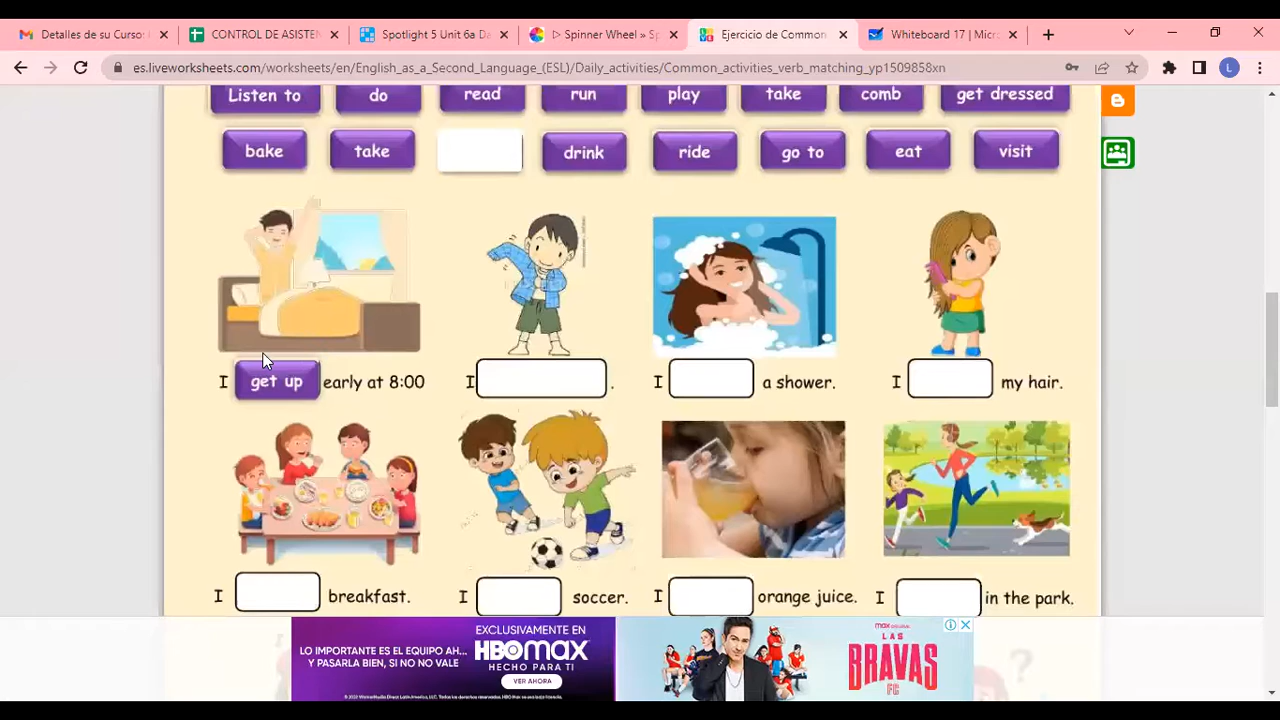 Detalles de su Cursos
CONTROL DE ASISTEN
Spotlight 5 Unit 6a Da
▷ Spinner Wheel » Sp
Ejercicio de Common
Whiteboard 17 | Micro
es.liveworksheets.com/worksheets/en/English_as_a_Second_Language_(ESL)/Daily_activities/Common_activities_verb_matching_yp1509858xn
L
Listen to do read run play take comb get dressed
bake take drink ride go to eat visit
I get up early at 8:00 I . I a shower. I my hair.
I breakfast. I soccer. I orange juice. I in the park.
LO IMPORTANTE ES EL EQUIPO AH...
Y PASARLA BIEN, SI NO NO VALE
EXCLUSIVAMENTE EN
HBOMAX
HECHO PARA TI
VER AHORA
max
LAS
BRAVAS
?